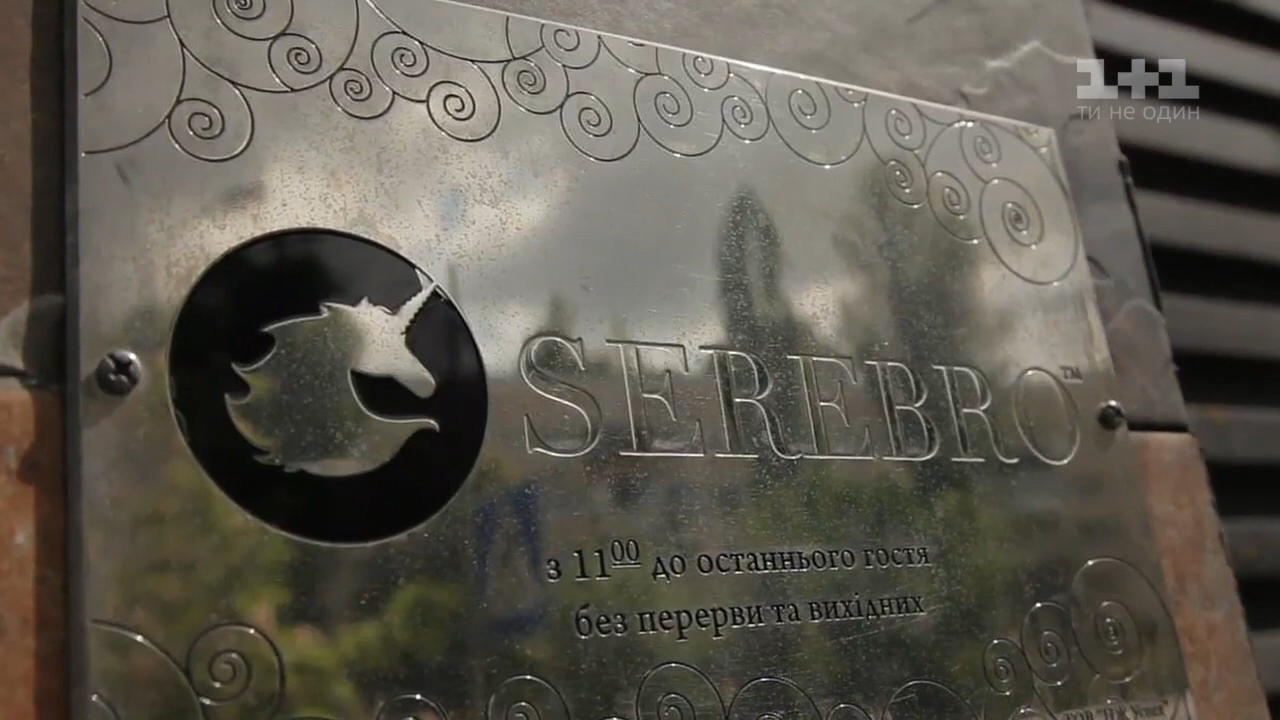 1+1
ти не один
SEREBRO™
з 11⁰⁰ до останнього гостя
без перерви та вихідних